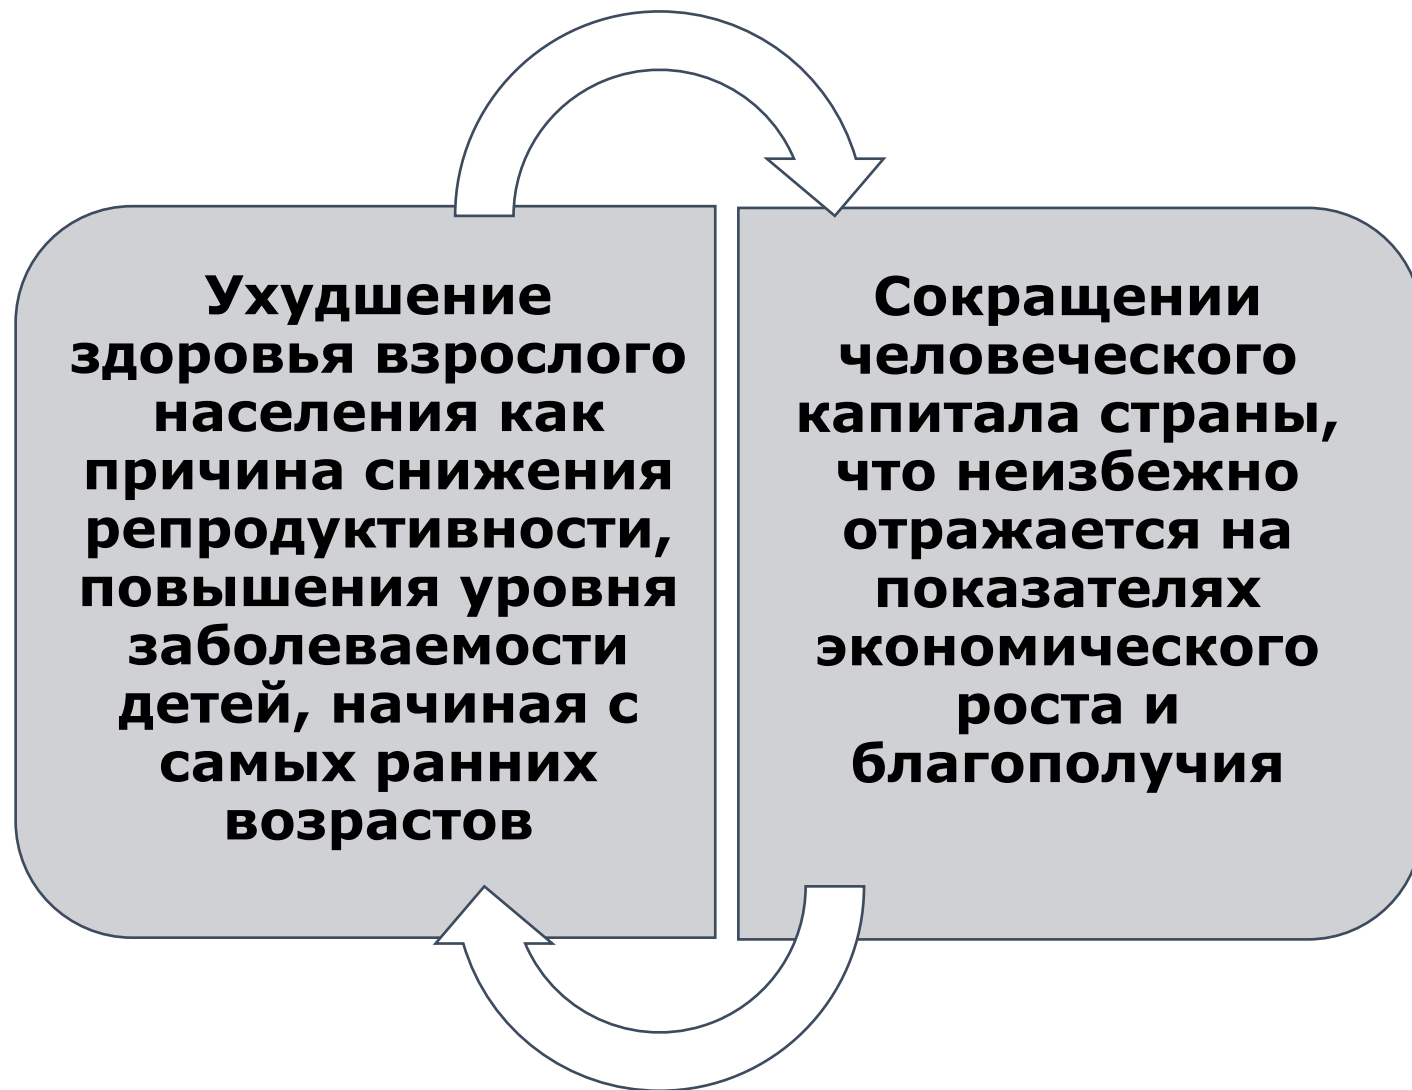 Ухудшение
здоровья взрослого
населения как
причина снижения
репродуктивности,
повышения уровня
заболеваемости
детей, начиная с
самых ранних
возрастов
Сокращении
человеческого
капитала страны,
что неизбежно
отражается на
показателях
экономического
роста и
благополучия